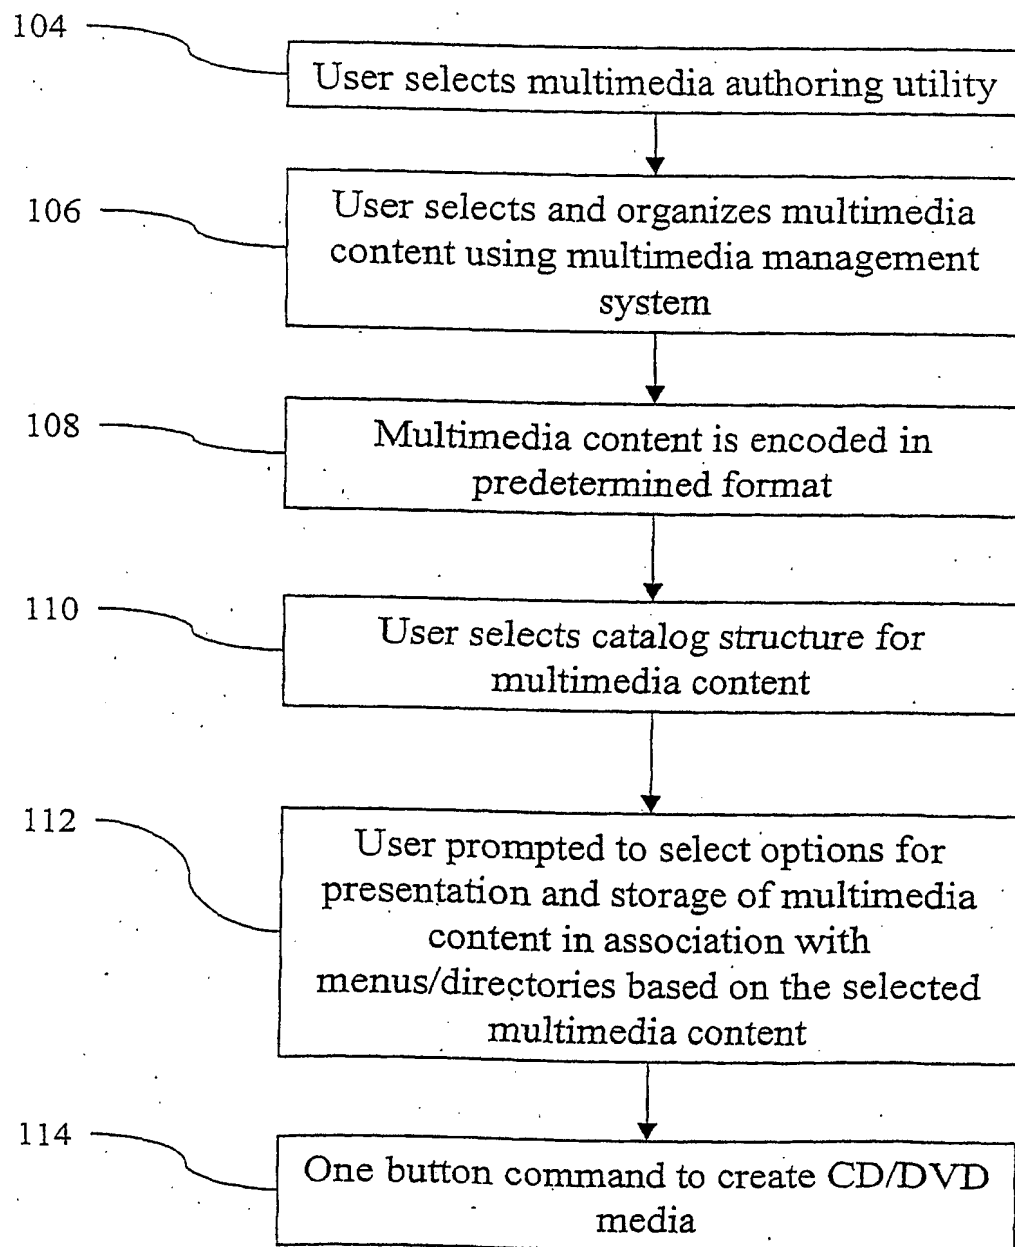 104
User selects multimedia authoring utility
106
User selects and organizes multimedia
content using multimedia management
system
108
Multimedia content is encoded in
predetermined format
110
User selects catalog structure for
multimedia content
112
User prompted to select options for
presentation and storage of multimedia
content in association with
menus/directories based on the selected
multimedia content
114
One button command to create CD/DVD
media